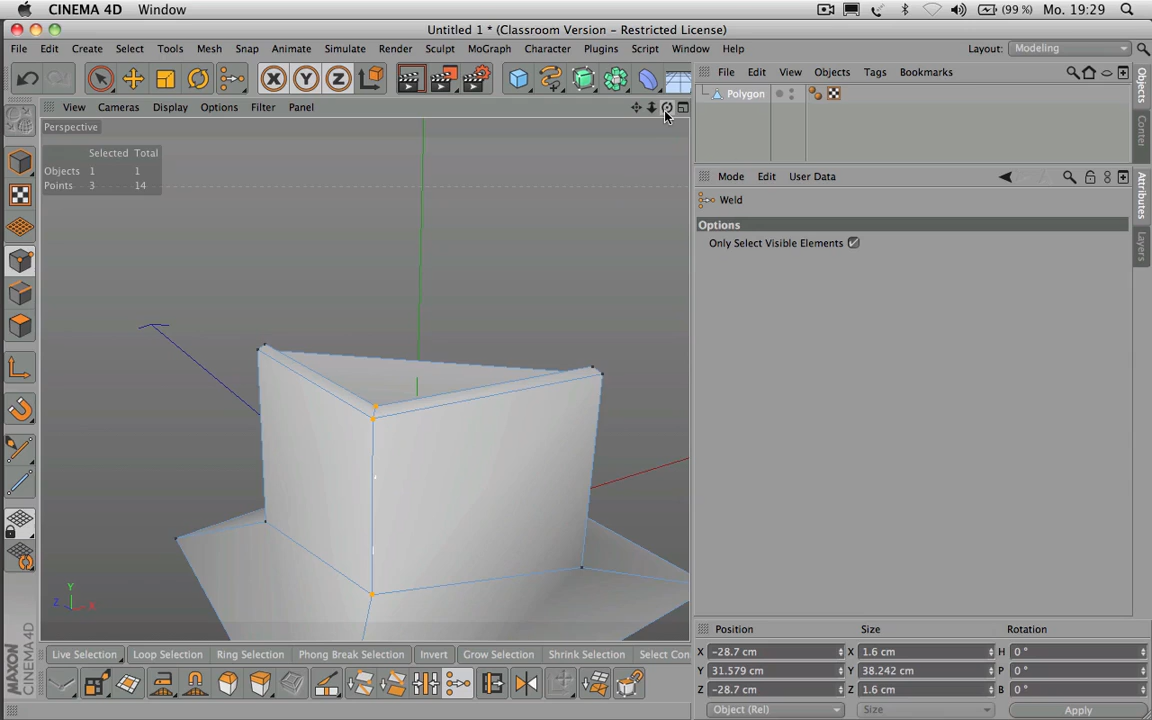 CINEMA 4D Window (99 %) Mo. 19:29
Untitled 1 * (Classroom Version – Restricted License)
File Edit Create Select Tools Mesh Snap Animate Simulate Render Sculpt MoGraph Character Plugins Script Window Help Layout: Modeling
X Y Z
File Edit View Objects Tags Bookmarks
Objects
Polygon
View Cameras Display Options Filter Panel
Perspective
Selected Total
Objects 1 1
Points 3 14
Mode Edit User Data
Attributes
Layers
Weld
Options
Only Select Visible Elements
Y
Z X
Position Size Rotation
X −28.7 cm X 1.6 cm H 0 °
Y 31.579 cm Y 38.242 cm P 0 °
Z −28.7 cm Z 1.6 cm B 0 °
Object (Rel) Size Apply
Live Selection Loop Selection Ring Selection Phong Break Selection Invert Grow Selection Shrink Selection Select Con
MAXON
CINEMA 4D